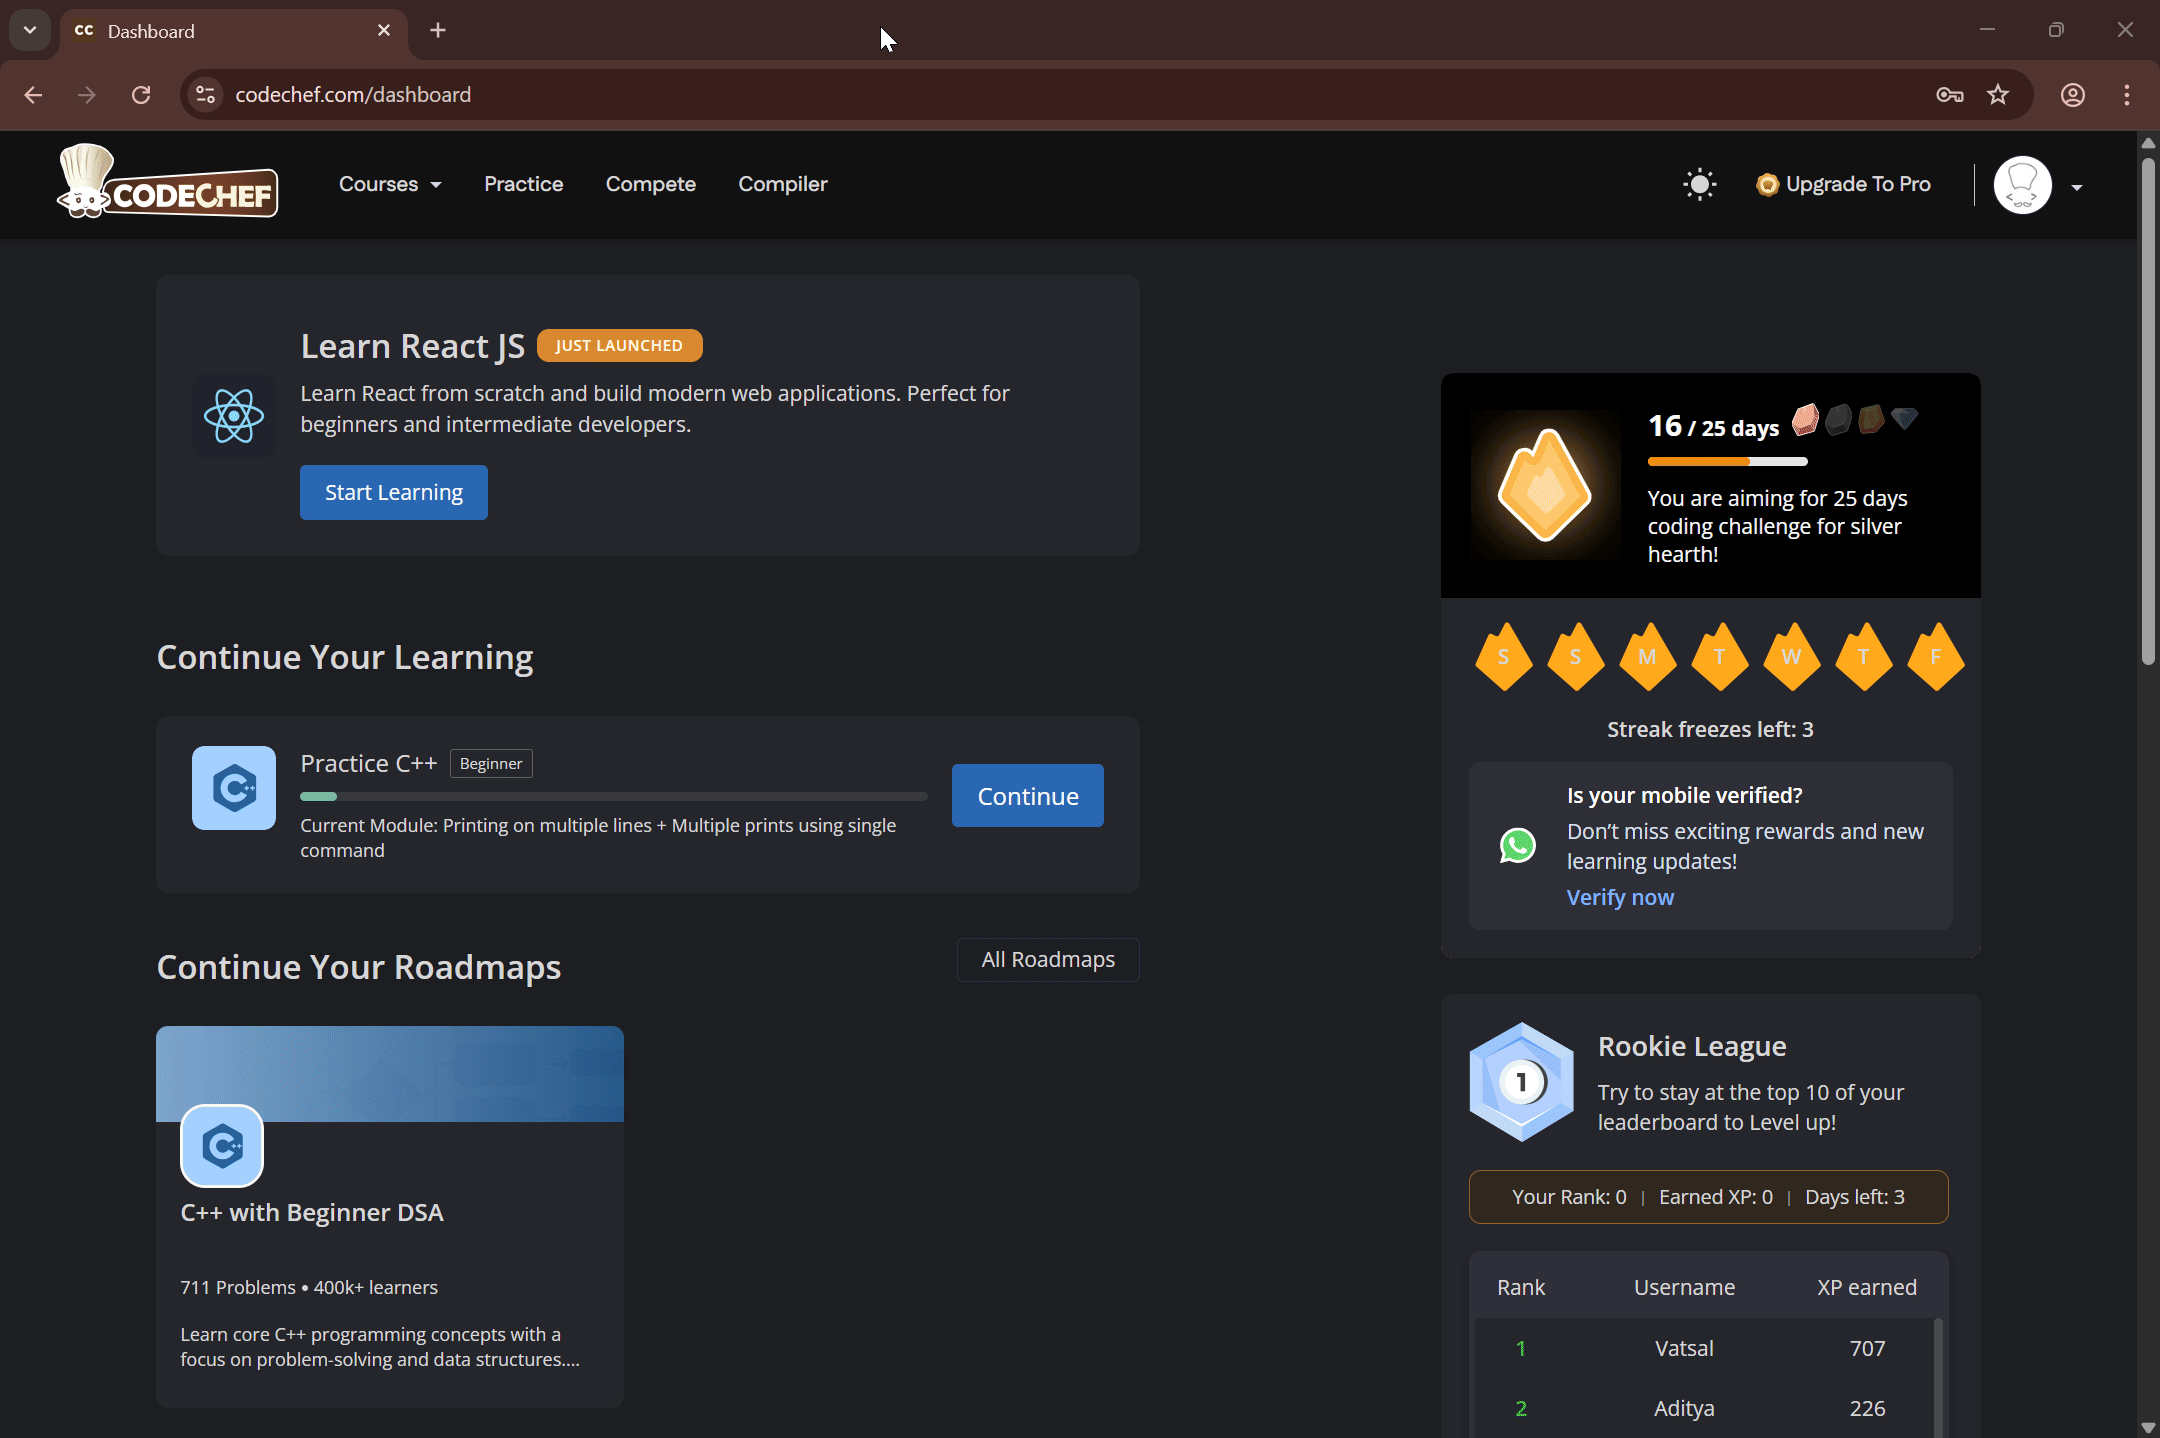 CC Dashboard
codechef.com/dashboard
CODECHEF
Courses
Practice
Compete
Compiler
Upgrade To Pro
Learn React JS JUST LAUNCHED
Learn React from scratch and build modern web applications. Perfect for
beginners and intermediate developers.
Start Learning
Continue Your Learning
Practice C++ Beginner
Current Module: Printing on multiple lines + Multiple prints using single
command
Continue
Continue Your Roadmaps
All Roadmaps
C++
C++ with Beginner DSA
711 Problems • 400k+ learners
Learn core C++ programming concepts with a
focus on problem-solving and data structures....
16 / 25 days
You are aiming for 25 days
coding challenge for silver
hearth!
S S M T W T F
Streak freezes left: 3
Is your mobile verified?
Don't miss exciting rewards and new
learning updates!
Verify now
1
Rookie League
Try to stay at the top 10 of your
leaderboard to Level up!
Your Rank: 0 | Earned XP: 0 | Days left: 3
Rank Username XP earned
1 Vatsal 707
2 Aditya 226